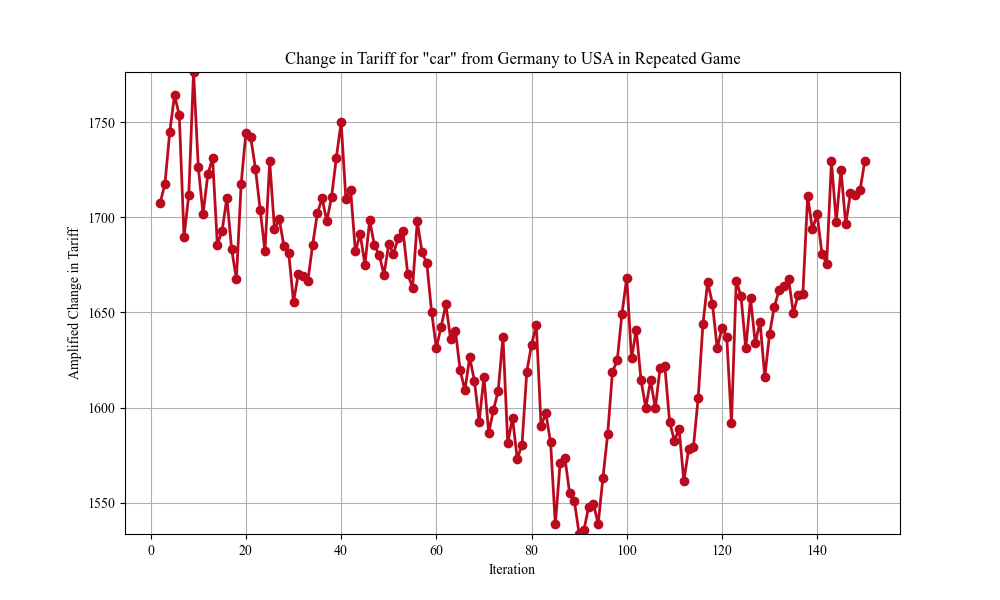 Change in Tariff for "car" from Germany to USA in Repeated Game
Amplified Change in Tariff
1750
1700
1650
1600
1550
0 20 40 60 80 100 120 140
Iteration